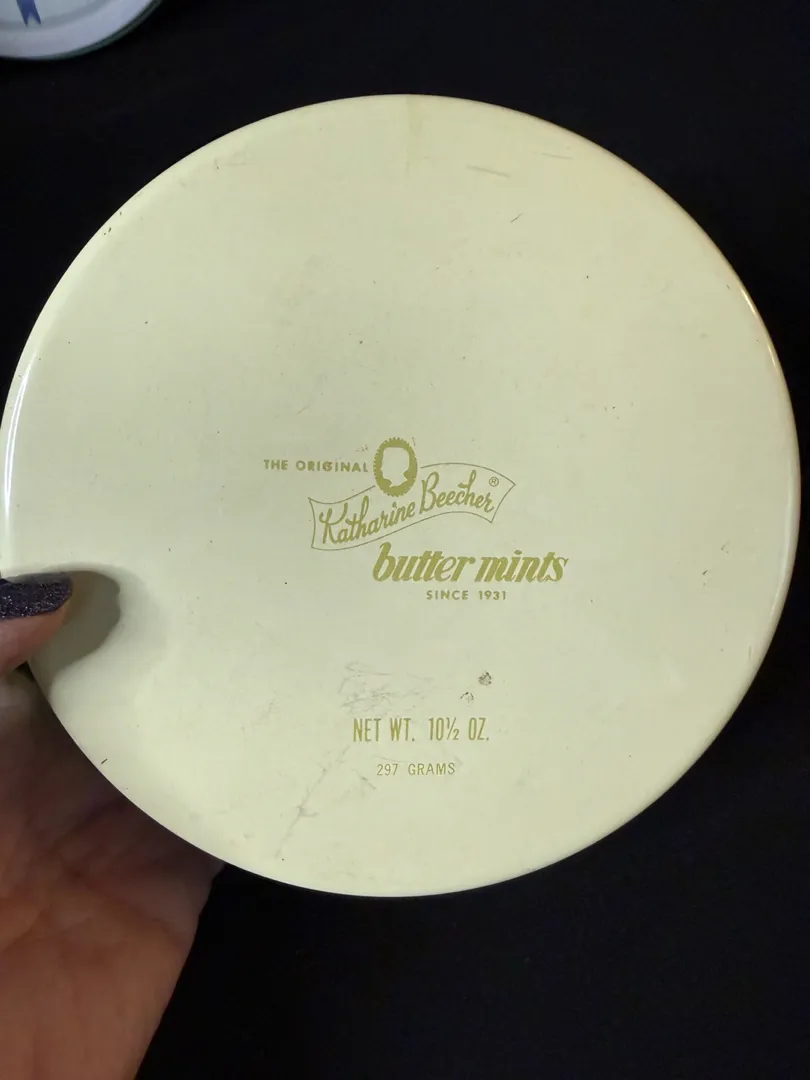 THE ORIGINAL
Katharine Beecher®
butter mints
SINCE 1931
NET WT. 10½ OZ.
297 GRAMS